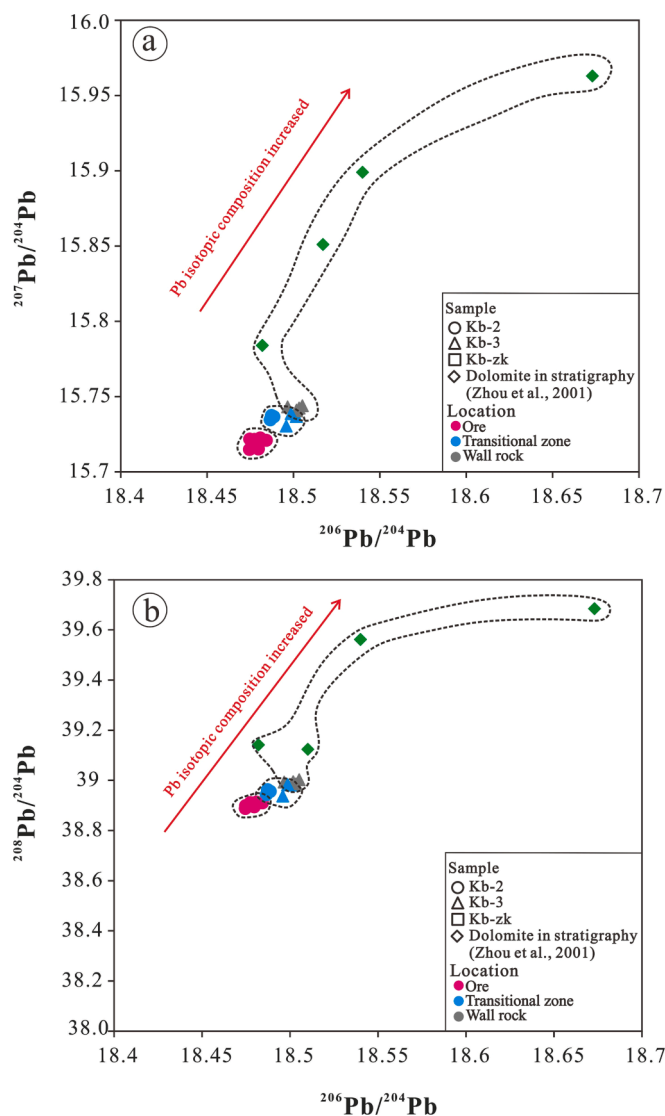 a
16.0
15.95
15.9
15.85
15.8
15.75
15.7
207Pb/204Pb
Pb isotopic composition increased
Sample
Kb-2
Kb-3
Kb-zk
Dolomite in stratigraphy
(Zhou et al., 2001)
Location
Ore
Transitional zone
Wall rock
18.4 18.45 18.5 18.55 18.6 18.65 18.7
206Pb/204Pb
b
39.8
39.6
39.4
39.2
39
38.8
38.6
38.4
38.2
38.0
208Pb/204Pb
Pb isotopic composition increased
Sample
Kb-2
Kb-3
Kb-zk
Dolomite in stratigraphy
(Zhou et al., 2001)
Location
Ore
Transitional zone
Wall rock
18.4 18.45 18.5 18.55 18.6 18.65 18.7
206Pb/204Pb